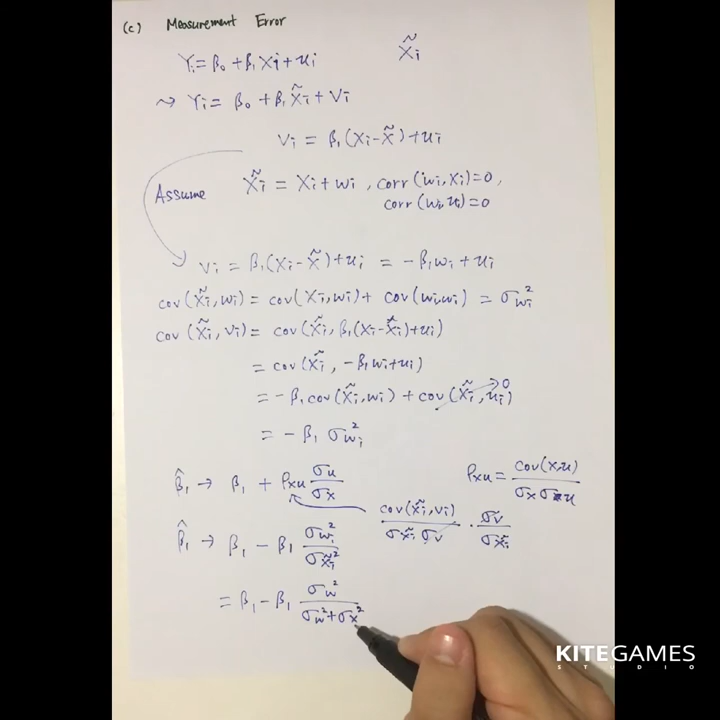 (c) Measurement Error
Yi = β₀ + β₁Xi + ui    X̃i
⤳ Yi = β₀ + β₁X̃i + Vi
Vi = β₁(Xi - X̃) + ui
Assume X̃i = Xi + wi , corr(wi, Xi) = 0 ,
corr(wi, ui) = 0
Vi = β₁(Xi - X̃) + ui = -β₁wi + ui
cov(X̃i, wi) = cov(Xi, wi) + cov(wi, wi) = σwi²
cov(X̃i, Vi) = cov(X̃i, β₁(Xi - X̃i) + ui)
= cov(X̃i, -β₁wi + ui)
= -β₁cov(X̃i, wi) + cov(X̃i, ui) → 0
= -β₁ σwi²
β̂₁ → β₁ + ρxu σu/σx    ρxu = cov(x,u)/σxσu
cov(X̃i, Vi)/σx̃i σv · σv/σx̃i
β̂₁ → β₁ - β₁ σwi²/σx̃i²
= β₁ - β₁ σw²/σw² + σx²
KITEGAMES
STUDIO